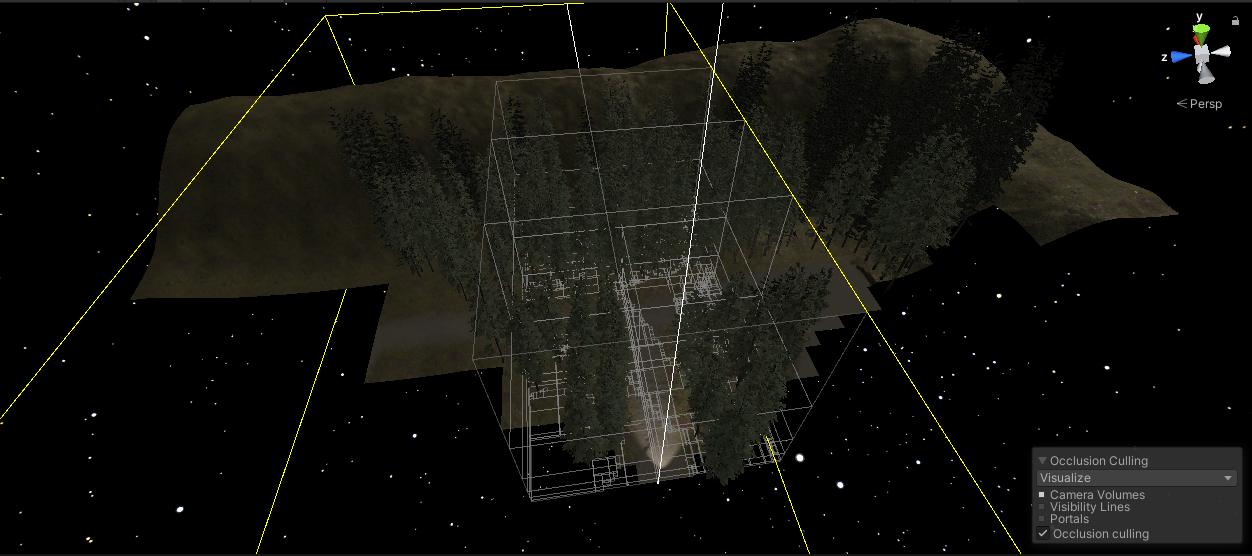 y
z
< Persp
Occlusion Culling
Visualize
Camera Volumes
Visibility Lines
Portals
Occlusion culling